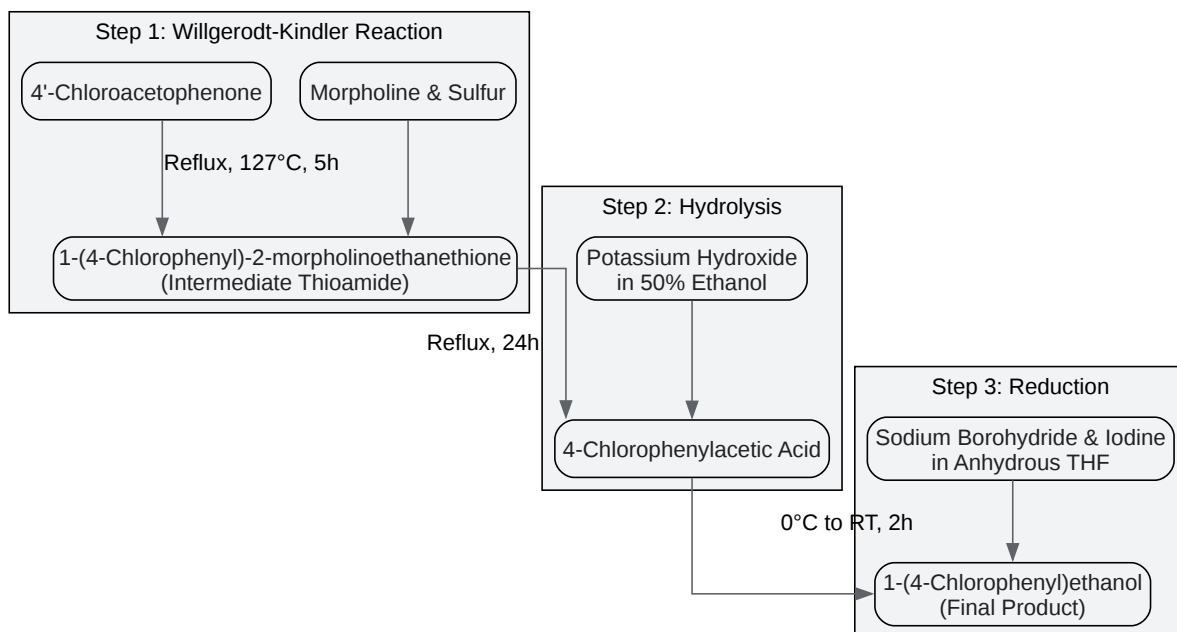 Step 1: Willgerodt-Kindler Reaction
4'-Chloroacetophenone
Morpholine & Sulfur
Reflux, 127°C, 5h
1-(4-Chlorophenyl)-2-morpholinoethanethione
(Intermediate Thioamide)
Step 2: Hydrolysis
Potassium Hydroxide
in 50% Ethanol
Reflux, 24h
4-Chlorophenylacetic Acid
Step 3: Reduction
Sodium Borohydride & Iodine
in Anhydrous THF
0°C to RT, 2h
1-(4-Chlorophenyl)ethanol
(Final Product)